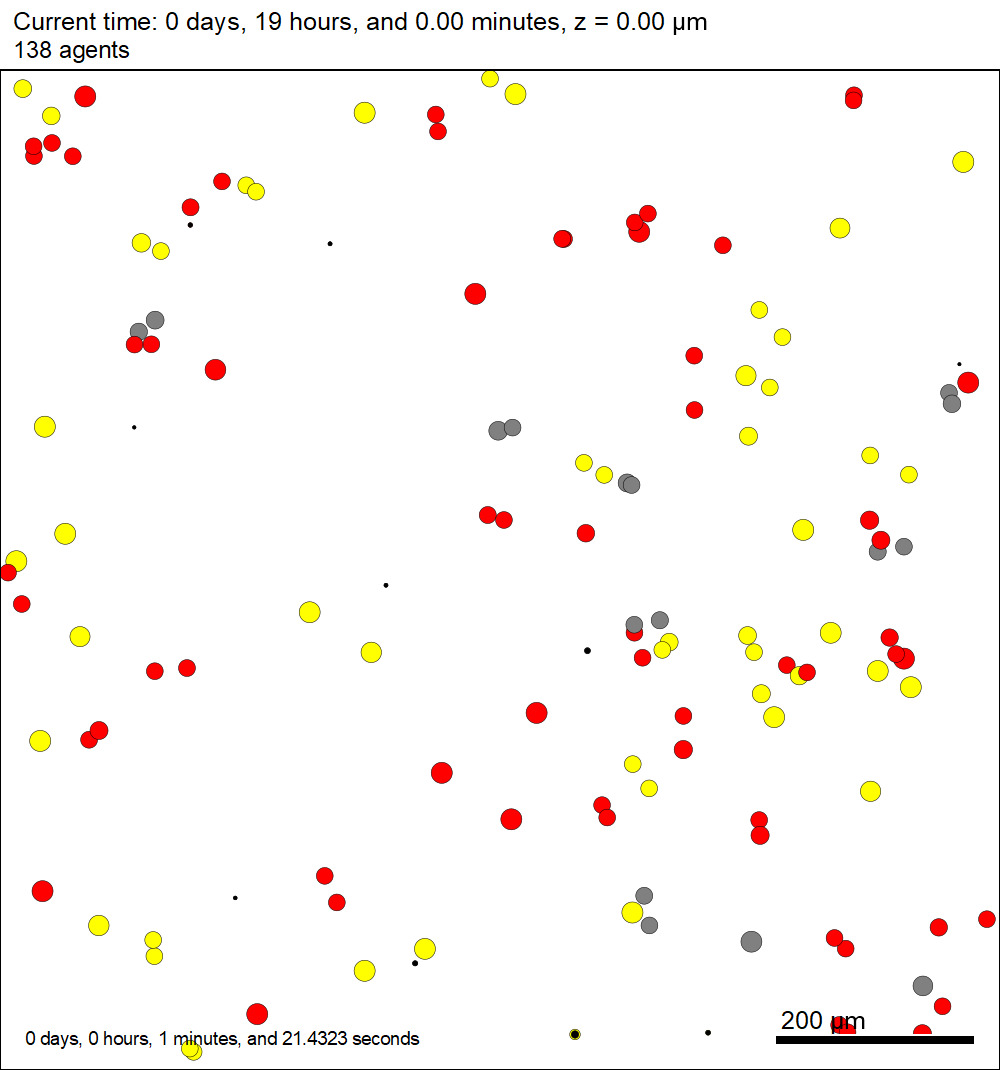 Current time: 0 days, 19 hours, and 0.00 minutes, z = 0.00 μm
138 agents
200 μm
0 days, 0 hours, 1 minutes, and 21.4323 seconds